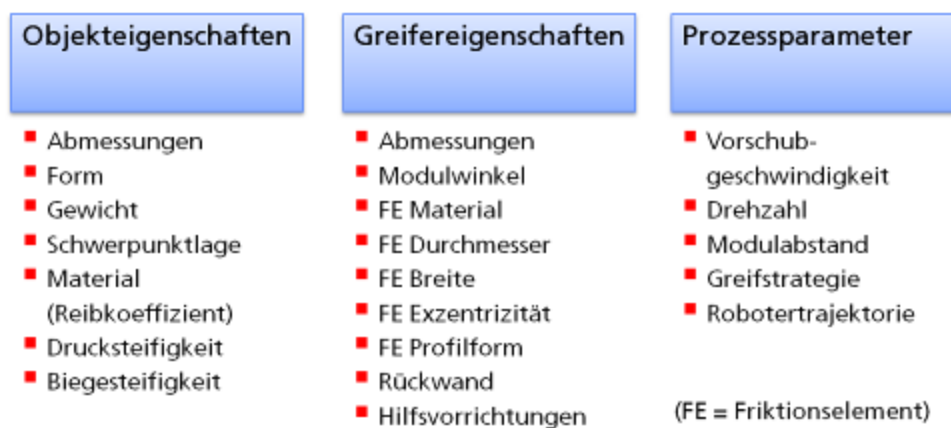 Objekteigenschaften
Abmessungen
Form
Gewicht
Schwerpunktlage
Material
(Reibkoeffizient)
Drucksteifigkeit
Biegesteifigkeit
Greifereigenschaften
Abmessungen
Modulwinkel
FE Material
FE Durchmesser
FE Breite
FE Exzentrizität
FE Profilform
Rückwand
Hilfsvorrichtungen
Prozessparameter
Vorschub-
geschwindigkeit
Drehzahl
Modulabstand
Greifstrategie
Robotertrajektorie
(FE = Friktionselement)